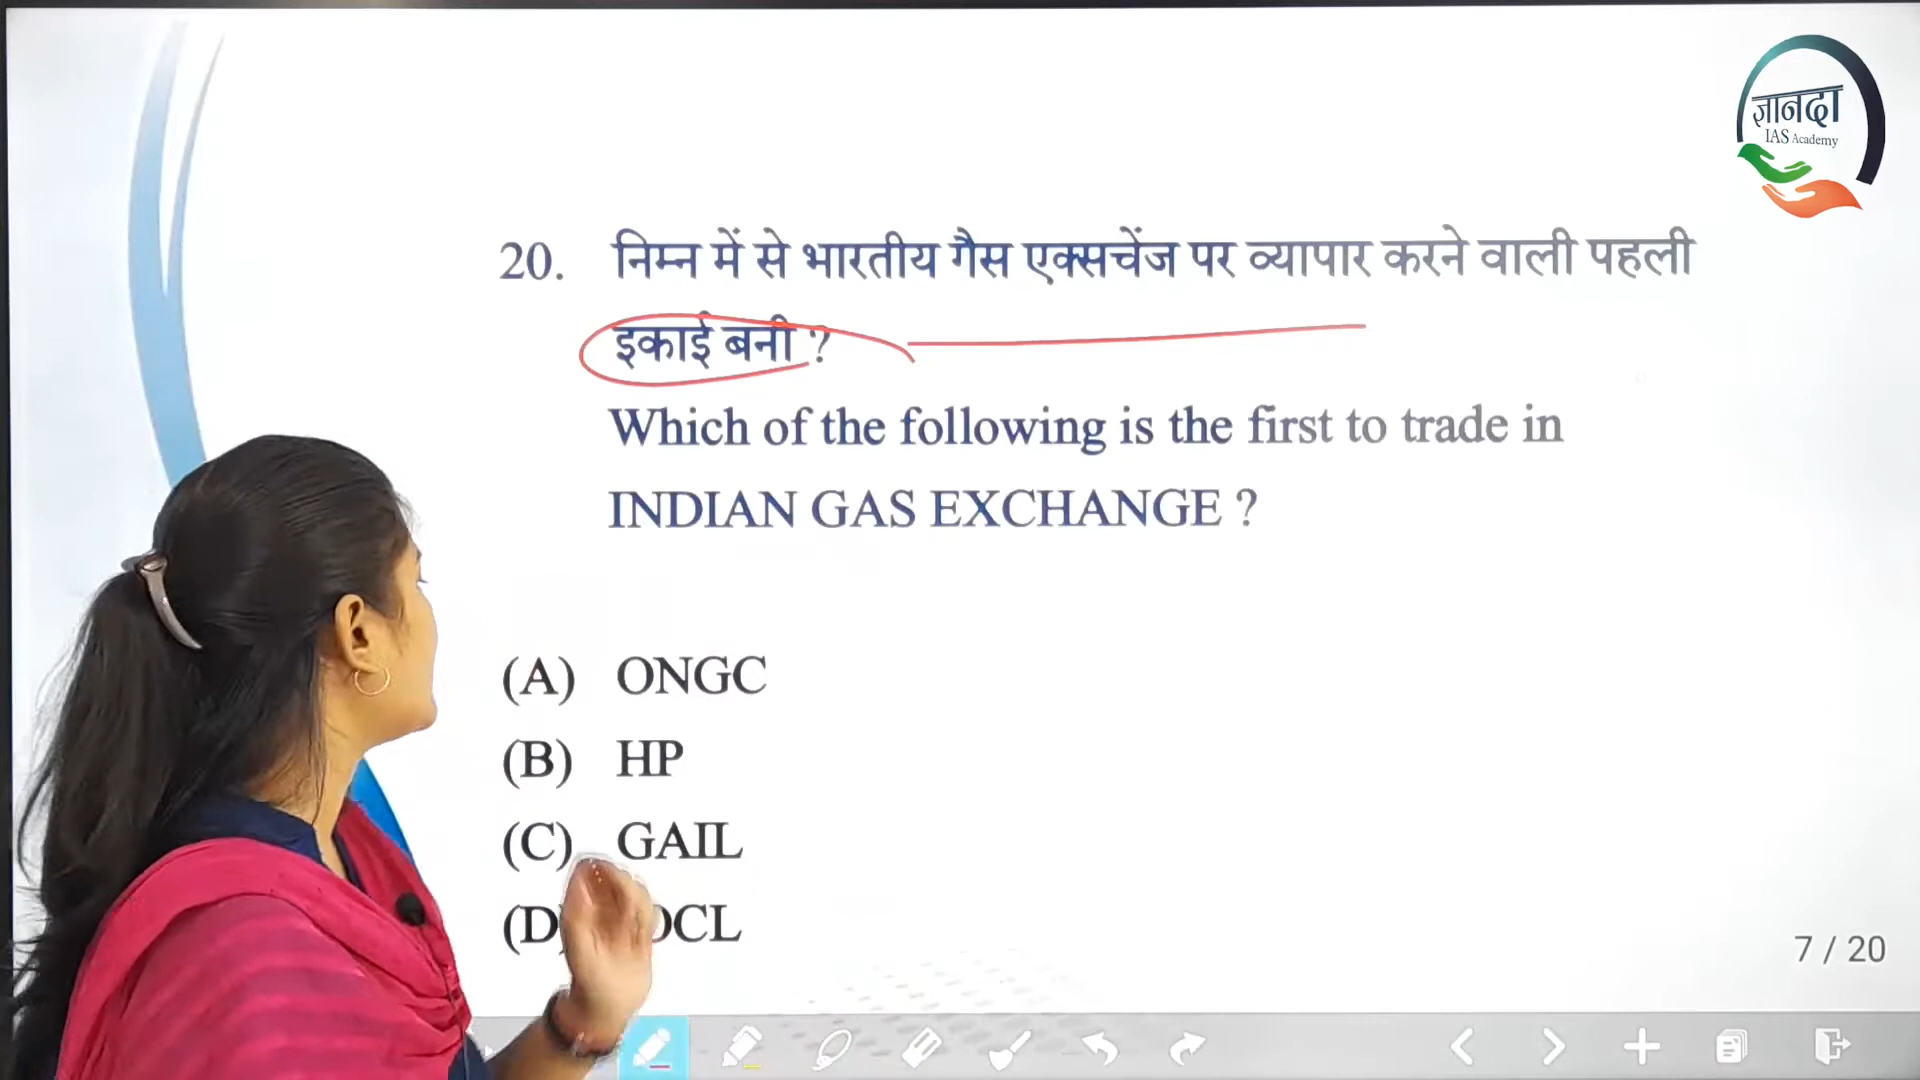 ज्ञानदा
IAS Academy
20. निम्न में से भारतीय गैस एक्सचेंज पर व्यापार करने वाली पहली
इकाई बनी ?
Which of the following is the first to trade in
INDIAN GAS EXCHANGE ?
(A) ONGC
(B) HP
(C) GAIL
(D
7 / 20